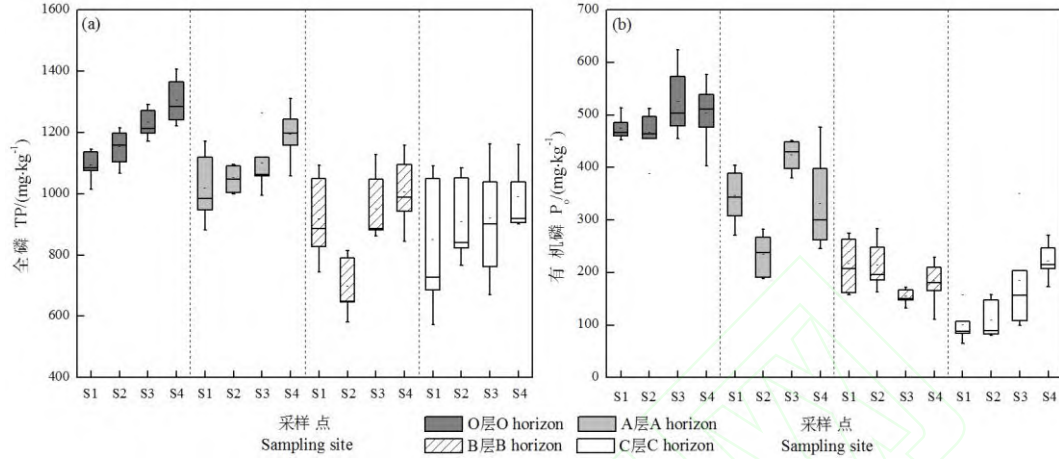 (a)
全 磷 TP/(mg·kg⁻¹)
1600
1400
1200
1000
800
600
400
S1 S2 S3 S4 S1 S2 S3 S4 S1 S2 S3 S4 S1 S2 S3 S4
采样 点
Sampling site
(b)
有 机磷 Pₒ/(mg·kg⁻¹)
700
600
500
400
300
200
100
0
S1 S2 S3 S4 S1 S2 S3 S4 S1 S2 S3 S4 S1 S2 S3 S4
采样 点
Sampling site
O层O horizon
A层A horizon
B层B horizon
C层C horizon